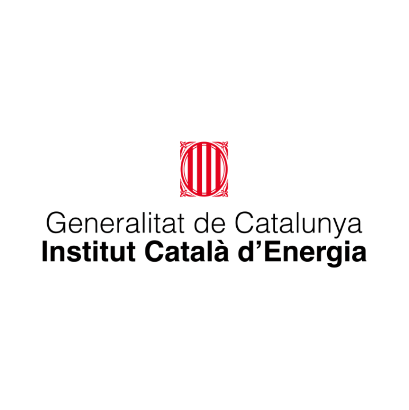 Generalitat de Catalunya
Institut Català d’Energia